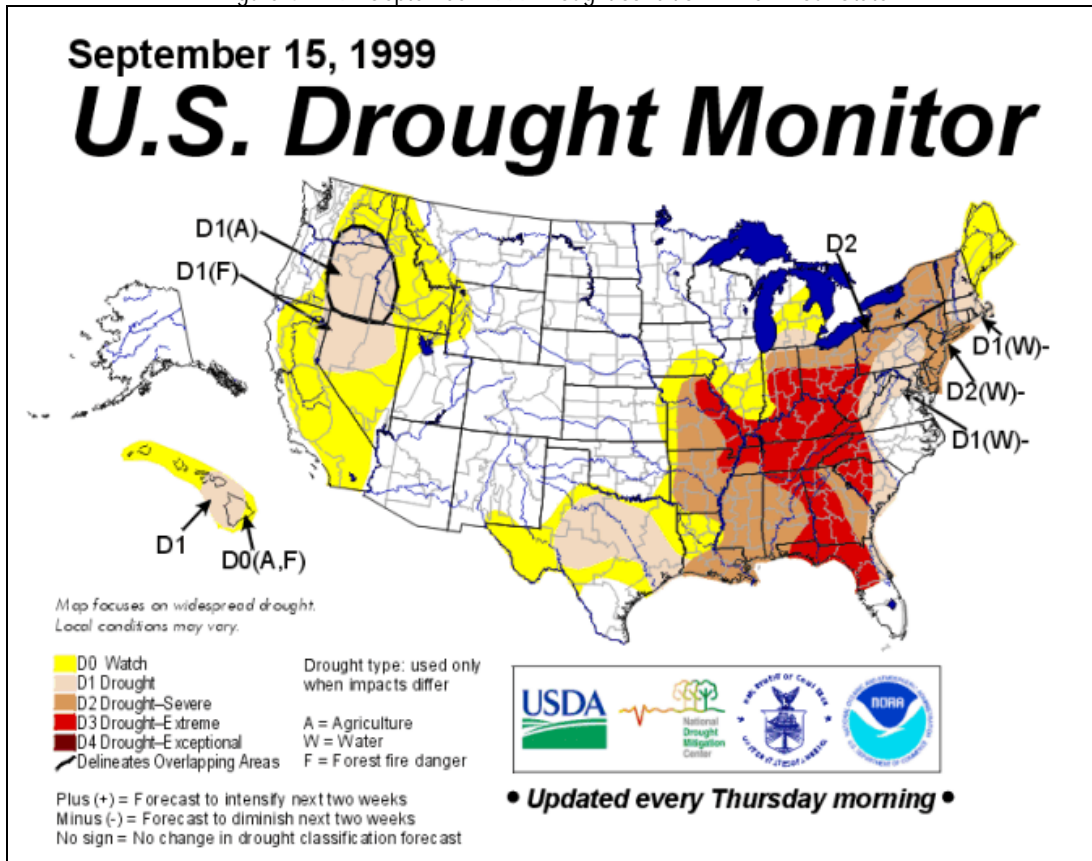 September 15, 1999
U.S. Drought Monitor
D1(A)
D1(F)
D2
D1(W)-
D2(W)-
D1(W)-
D1
D0(A,F)
Map focuses on widespread drought.
Local conditions may vary.
D0 Watch
D1 Drought
D2 Drought–Severe
D3 Drought–Extreme
D4 Drought–Exceptional
Delineates Overlapping Areas
Drought type: used only
when impacts differ
A = Agriculture
W = Water
F = Forest fire danger
Plus (+) = Forecast to intensify next two weeks
Minus (-) = Forecast to diminish next two weeks
No sign = No change in drought classification forecast
USDA
National
Drought
Mitigation
Center
NOAA
• Updated every Thursday morning •